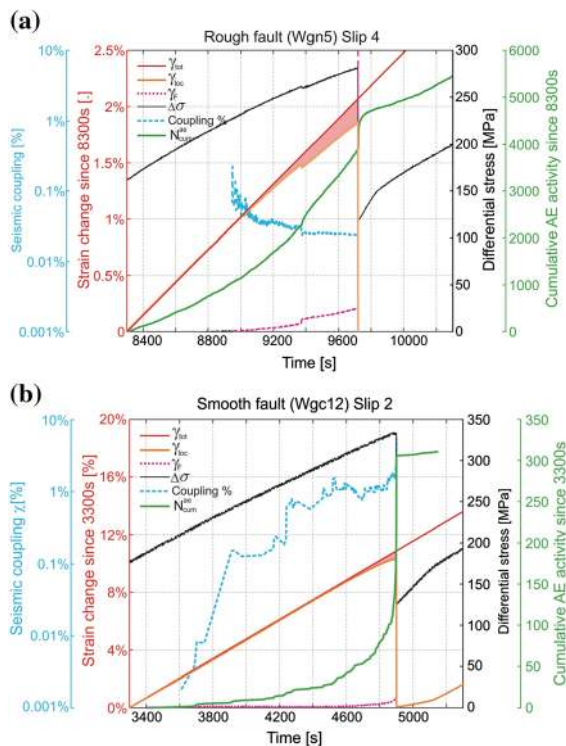 (a)
Rough fault (Wgn5) Slip 4
10%
1%
0.1%
0.01%
0.001%
Seismic coupling [%]
2.5%
2%
1.5%
1%
0.5%
0
Strain change since 8300s [.]
γtot
γloc
γr
Δσ
Coupling %
N^ae_cum
300
250
200
150
100
50
0
Differential stress [MPa]
6000
5000
4000
3000
2000
1000
0
Cumulative AE activity since 8300s
8400 8800 9200 9600 10000
Time [s]
(b)
Smooth fault (Wgc12) Slip 2
10%
1%
0.1%
0.01%
0.001%
Seismic coupling χ[%]
20%
16%
12%
8%
4%
0%
Strain change since 3300s [%]
γtot
γloc
Δσ
Coupling %
N^ae_cum
350
300
250
200
150
100
50
0
Differential stress [MPa]
350
300
250
200
150
100
50
0
Cumulative AE activity since 3300s
3400 3800 4200 4600 5000
Time [s]